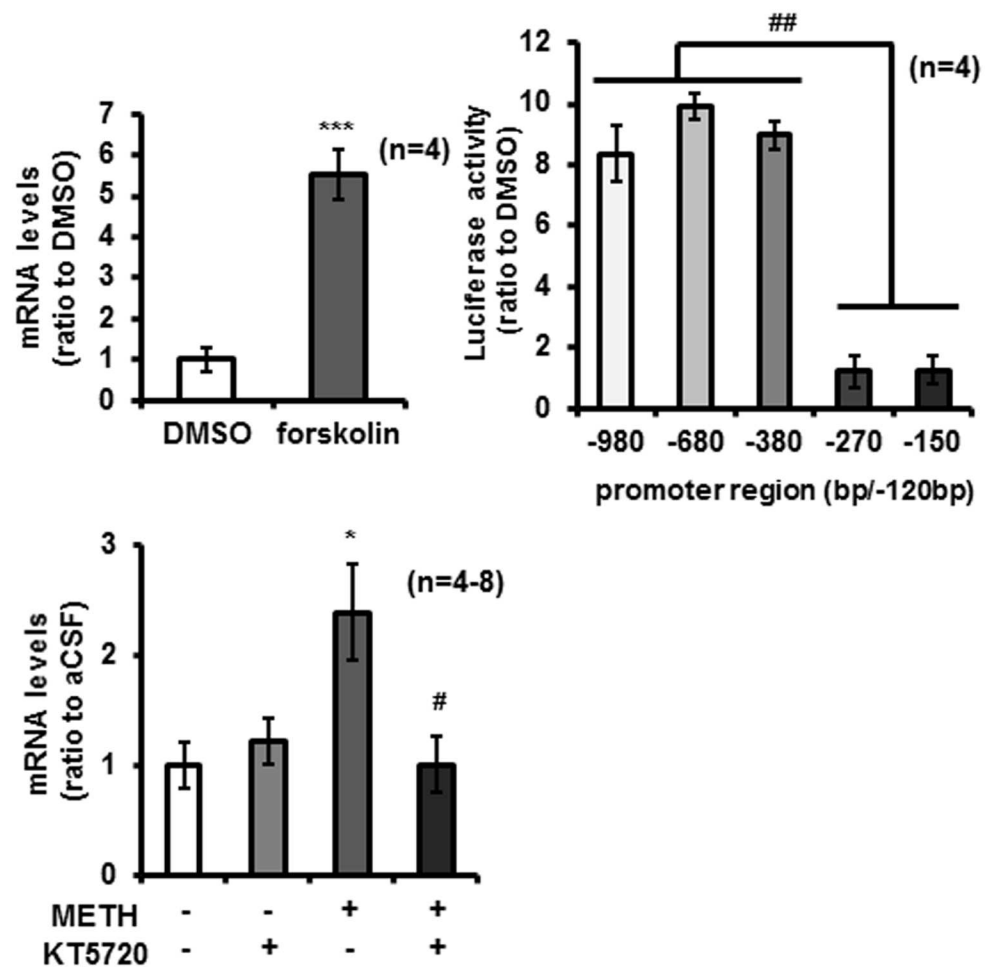 mRNA levels
(ratio to DMSO)
7
6
5
4
3
2
1
0
***
(n=4)
DMSO forskolin
Luciferase activity
(ratio to DMSO)
12
10
8
6
4
2
0
##
(n=4)
-980 -680 -380 -270 -150
promoter region (bp/-120bp)
mRNA levels
(ratio to aCSF)
3
2
1
0
*
(n=4-8)
#
METH - - + +
KT5720 - + - +